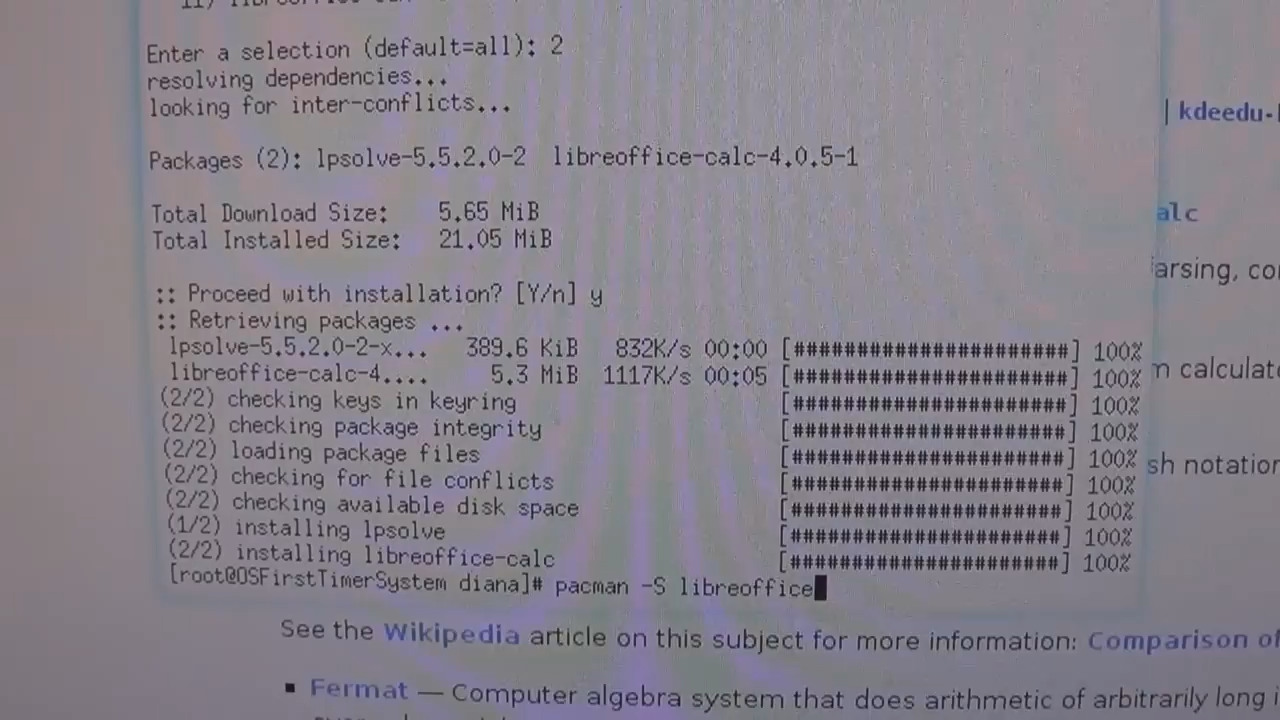 Enter a selection (default=all): 2
resolving dependencies...
looking for inter-conflicts...
| kdeedu-
Packages (2): lpsolve-5.5.2.0-2  libreoffice-calc-4.0.5-1
Total Download Size:    5.65 MiB
alc
Total Installed Size:   21.05 MiB
arsing,
:: Proceed with installation? [Y/n] y
:: Retrieving packages ...
lpsolve-5.5.2.0-2-x...   389.6 KiB   832K/s 00:00 [######################] 100%
libreoffice-calc-4....     5.3 MiB  1117K/s 00:05 [######################] 100%
m calculat
(2/2) checking keys in keyring                     [######################] 100%
(2/2) checking package integrity                   [######################] 100%
(2/2) loading package files                        [######################] 100%
sh notation
(2/2) checking for file conflicts                  [######################] 100%
(2/2) checking available disk space                [######################] 100%
(1/2) installing lpsolve                           [######################] 100%
(2/2) installing libreoffice-calc                  [######################] 100%
[root@OSFirstTimerSystem diana]# pacman -S libreoffice
See the Wikipedia article on this subject for more information: Comparison of
▪ Fermat — Computer algebra system that does arithmetic of arbitrarily long